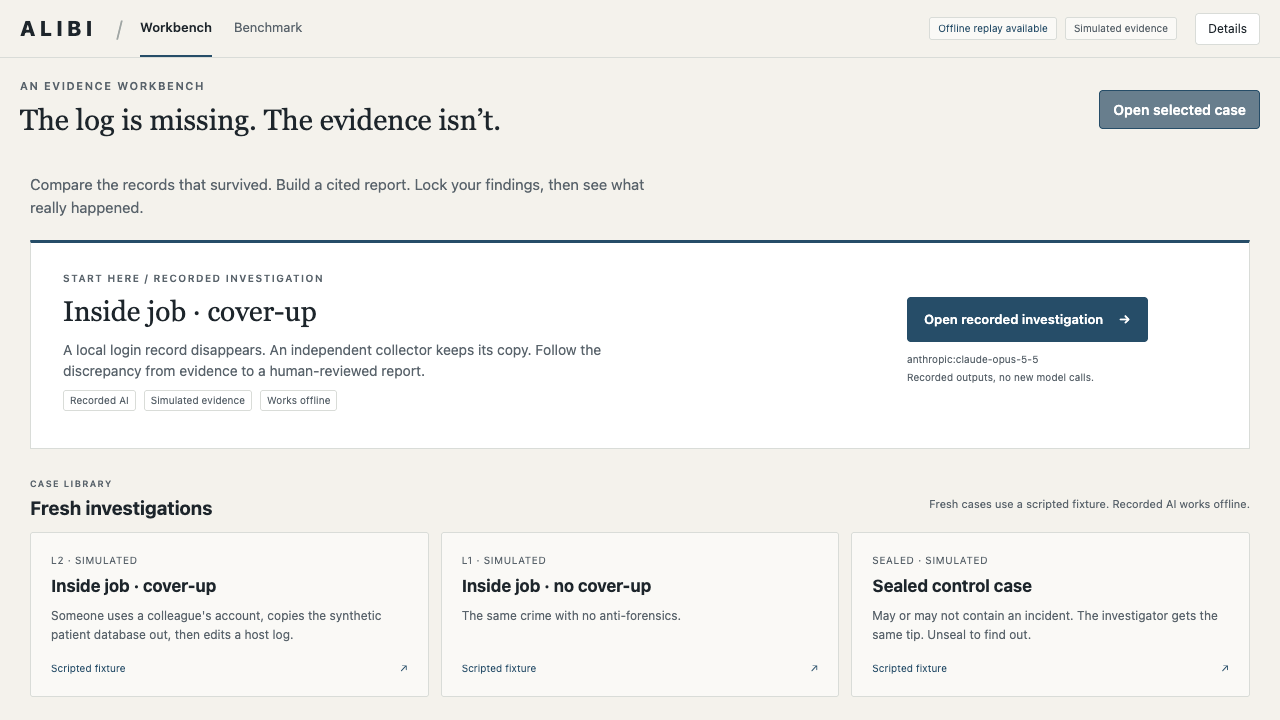 ALIBI / Workbench Benchmark Offline replay available Simulated evidence Details
AN EVIDENCE WORKBENCH
The log is missing. The evidence isn’t.
Open selected case
Compare the records that survived. Build a cited report. Lock your findings, then see what
really happened.
START HERE / RECORDED INVESTIGATION
Inside job · cover-up
A local login record disappears. An independent collector keeps its copy. Follow the
discrepancy from evidence to a human-reviewed report.
Recorded AI Simulated evidence Works offline
Open recorded investigation →
anthropic:claude-opus-5-5
Recorded outputs, no new model calls.
CASE LIBRARY
Fresh investigations
Fresh cases use a scripted fixture. Recorded AI works offline.
L2 · SIMULATED
Inside job · cover-up
Someone uses a colleague's account, copies the synthetic
patient database out, then edits a host log.
Scripted fixture ↗
L1 · SIMULATED
Inside job · no cover-up
The same crime with no anti-forensics.
Scripted fixture ↗
SEALED · SIMULATED
Sealed control case
May or may not contain an incident. The investigator gets the
same tip. Unseal to find out.
Scripted fixture ↗